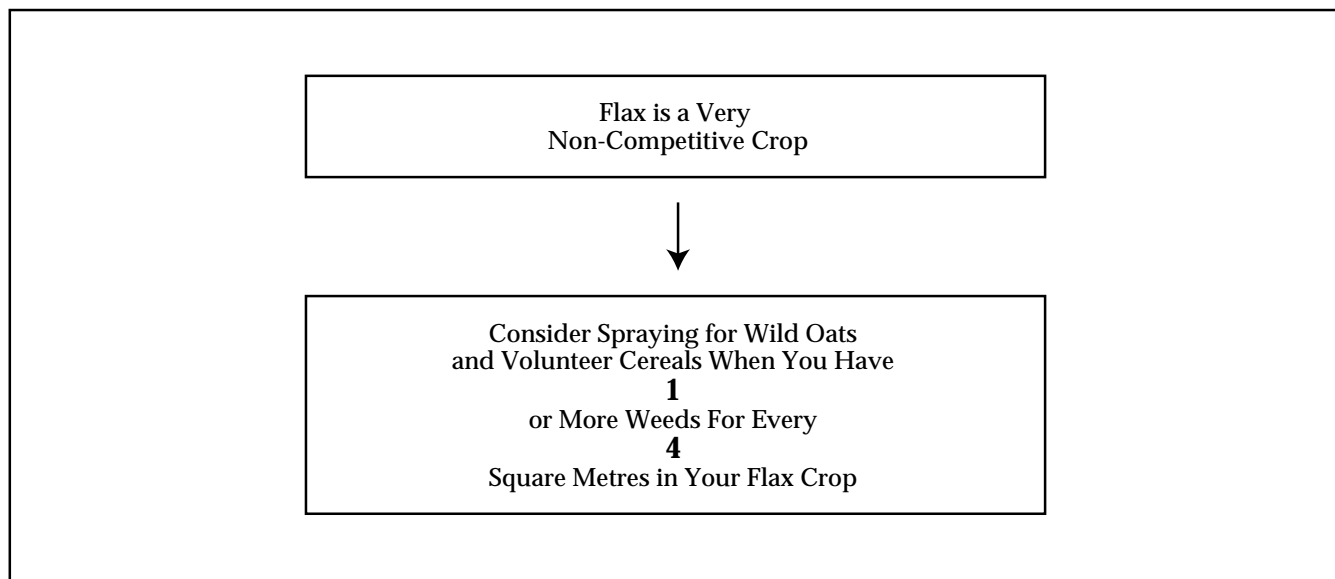 Flax is a Very
Non-Competitive Crop
Consider Spraying for Wild Oats
and Volunteer Cereals When You Have
1
or More Weeds For Every
4
Square Metres in Your Flax Crop